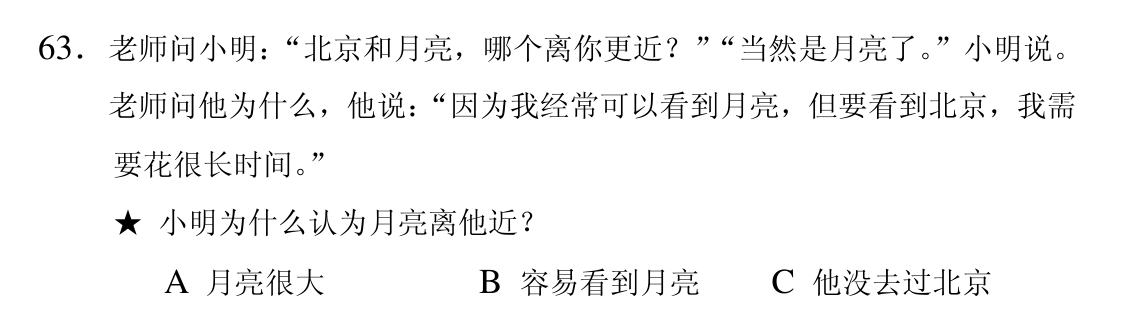 63．老师问小明：“北京和月亮，哪个离你更近？”“当然是月亮了。”小明说。
老师问他为什么，他说：“因为我经常可以看到月亮，但要看到北京，我需
要花很长时间。”
★ 小明为什么认为月亮离他近？
A 月亮很大 B 容易看到月亮 C 他没去过北京